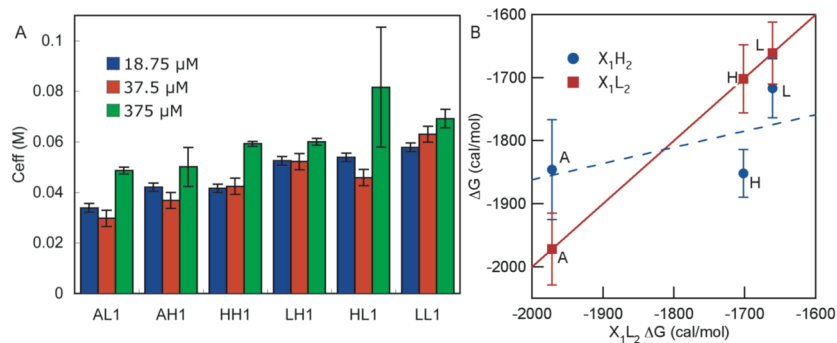 A
18.75 µM
37.5 µM
375 µM
Ceff (M)
0.1
0.08
0.06
0.04
0.02
0
AL1 AH1 HH1 LH1 HL1 LL1
B
X₁H₂
X₁L₂
ΔG (cal/mol)
-1600
-1700
-1800
-1900
-2000
A
A
H
H
L
L
-2000 -1900 -1800 -1700 -1600
X₁L₂ ΔG (cal/mol)